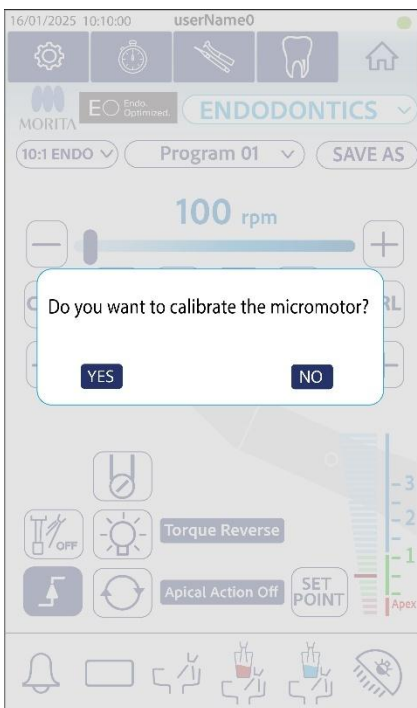 16/01/2025 10:10:00 userName0
MORITA
EO Endo. Optimized.
ENDODONTICS
10:1 ENDO
Program 01
SAVE AS
100 rpm
Do you want to calibrate the micromotor?
YES
NO
RL
3
2
1
Apex
OFF
Torque Reverse
Apical Action Off
SET
POINT